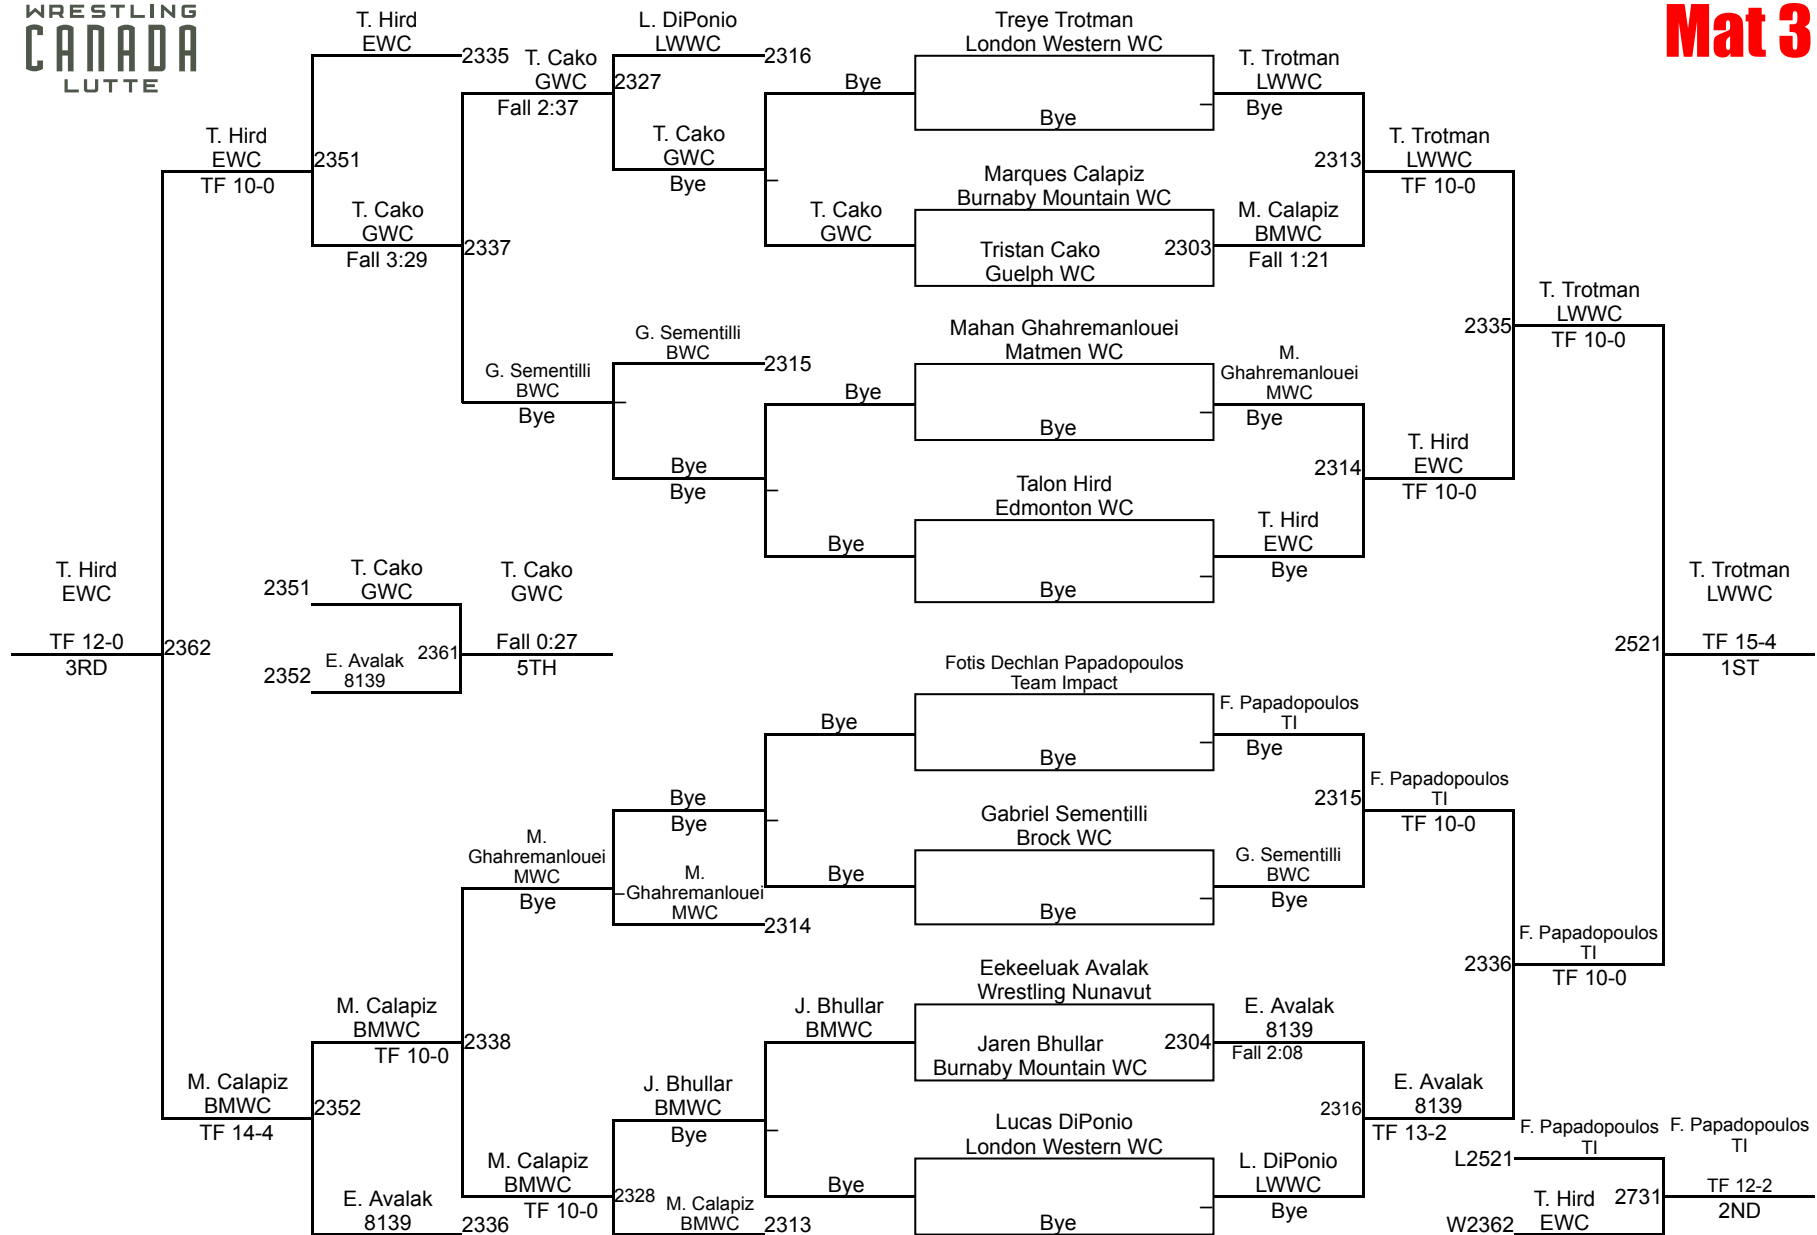 WRESTLING
CANADA
LUTTE
Mat 3
T. Hird
EWC
2335
T. Cako
GWC
Fall 2:37
L. DiPonio
LWWC
2316
2327
T. Cako
GWC
Bye
Bye
T. Cako
GWC
Treye Trotman
London Western WC
Bye
T. Trotman
LWWC
Bye
Marques Calapiz
Burnaby Mountain WC
Tristan Cako
Guelph WC
2303
M. Calapiz
BMWC
Fall 1:21
2313
T. Trotman
LWWC
TF 10-0
T. Hird
EWC
TF 10-0
2351
T. Cako
GWC
Fall 3:29
2337
G. Sementilli
BWC
Bye
G. Sementilli
BWC
2315
Bye
Bye
Bye
Bye
Mahan Ghahremanlouei
Matmen WC
Bye
M.
Ghahremanlouei
MWC
Bye
Talon Hird
Edmonton WC
Bye
T. Hird
EWC
Bye
2314
T. Hird
EWC
TF 10-0
2335
T. Trotman
LWWC
TF 10-0
T. Hird
EWC
TF 12-0
3RD
2362
2351
T. Cako
GWC
2352
E. Avalak
8139
2361
T. Cako
GWC
Fall 0:27
5TH
2521
T. Trotman
LWWC
TF 15-4
1ST
Fotis Dechlan Papadopoulos
Team Impact
Bye
Bye
F. Papadopoulos
TI
Bye
Bye
Bye
M.
Ghahremanlouei
MWC
Bye
M.
Ghahremanlouei
MWC
2314
Bye
Gabriel Sementilli
Brock WC
Bye
G. Sementilli
BWC
Bye
2315
F. Papadopoulos
TI
TF 10-0
2336
F. Papadopoulos
TI
TF 10-0
M. Calapiz
BMWC
TF 10-0
2338
J. Bhullar
BMWC
Eekeeluak Avalak
Wrestling Nunavut
Jaren Bhullar
Burnaby Mountain WC
2304
E. Avalak
8139
Fall 2:08
M. Calapiz
BMWC
TF 14-4
2352
J. Bhullar
BMWC
Bye
Lucas DiPonio
London Western WC
Bye
Bye
L. DiPonio
LWWC
Bye
2316
E. Avalak
8139
TF 13-2
E. Avalak
8139
2336
M. Calapiz
BMWC
TF 10-0
2328
M. Calapiz
BMWC
2313
F. Papadopoulos
TI
L2521
T. Hird
EWC
W2362
2731
F. Papadopoulos
TI
TF 12-2
2ND